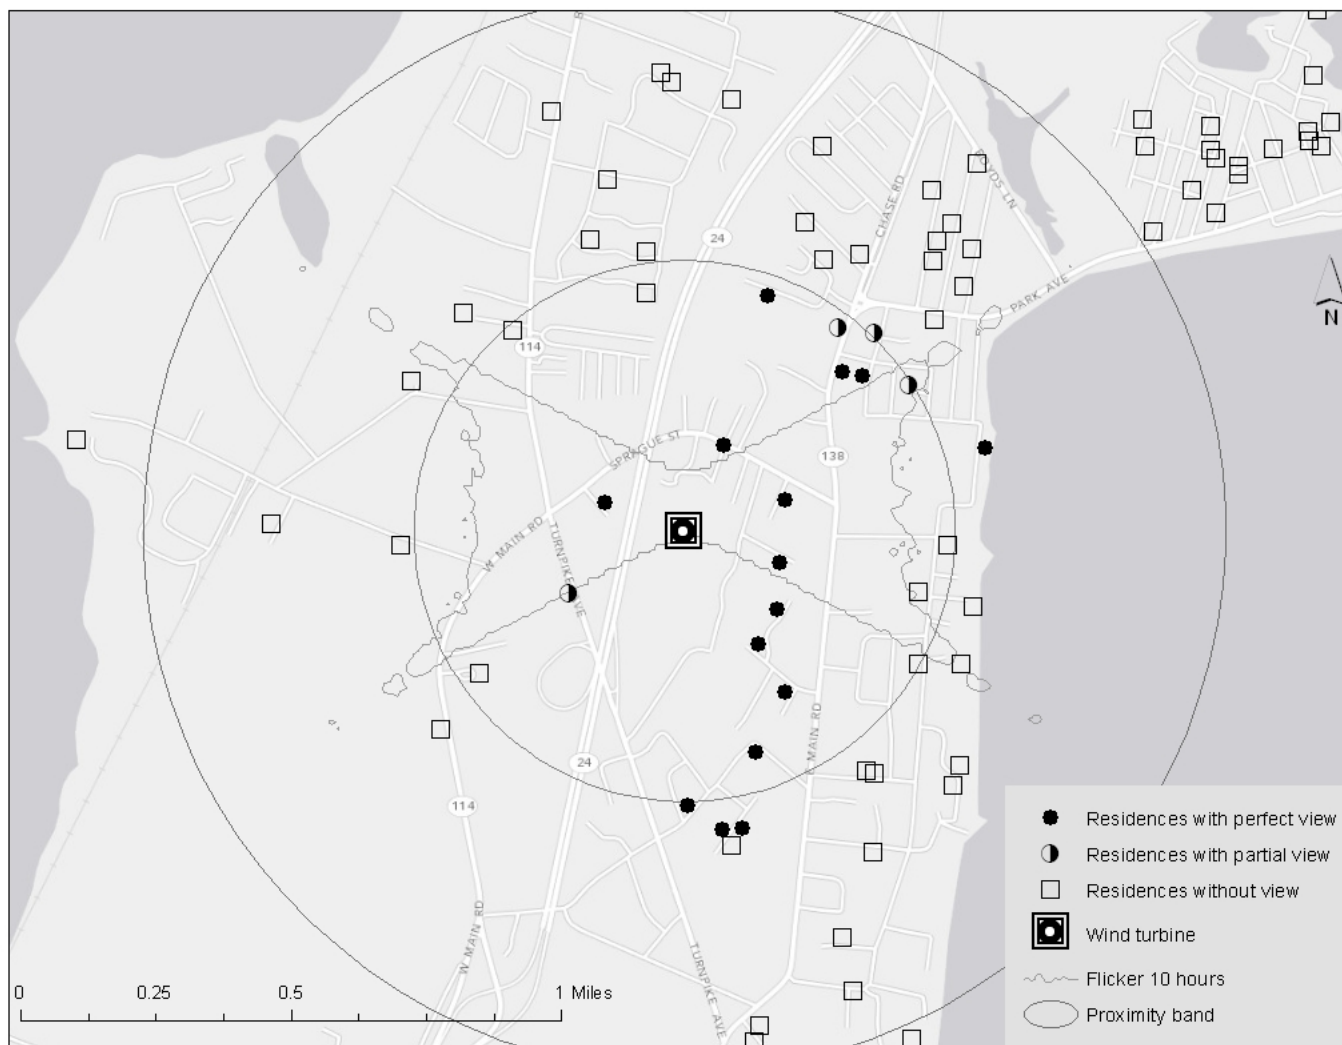 B
24
CHASE RD
BOYDS LN
PARK AVE
N
114
SPRAGUE ST
138
W MAIN RD
TURNPIKE AVE
E MAIN RD
24
114
W MAIN RD
TURNPIKE AVE
0 0.25 0.5 1 Miles
Residences with perfect view
Residences with partial view
Residences without view
Wind turbine
Flicker 10 hours
Proximity band